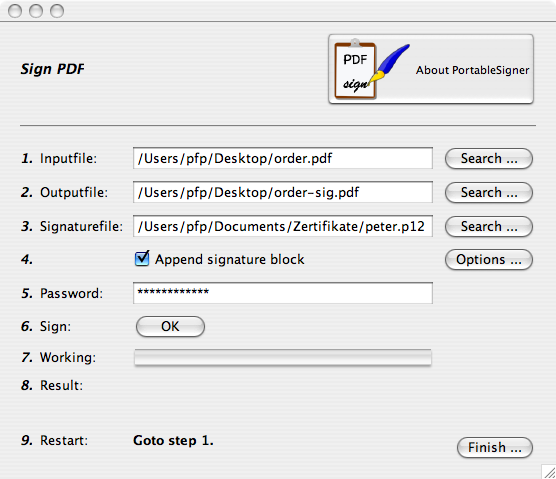 Sign PDF
PDF
sign
About PortableSigner
1. Inputfile: /Users/pfp/Desktop/order.pdf Search ...
2. Outputfile: /Users/pfp/Desktop/order-sig.pdf Search ...
3. Signaturefile: /Users/pfp/Documents/Zertifikate/peter.p12 Search ...
4. Append signature block Options ...
5. Password: ************
6. Sign: OK
7. Working:
8. Result:
9. Restart: Goto step 1. Finish ...